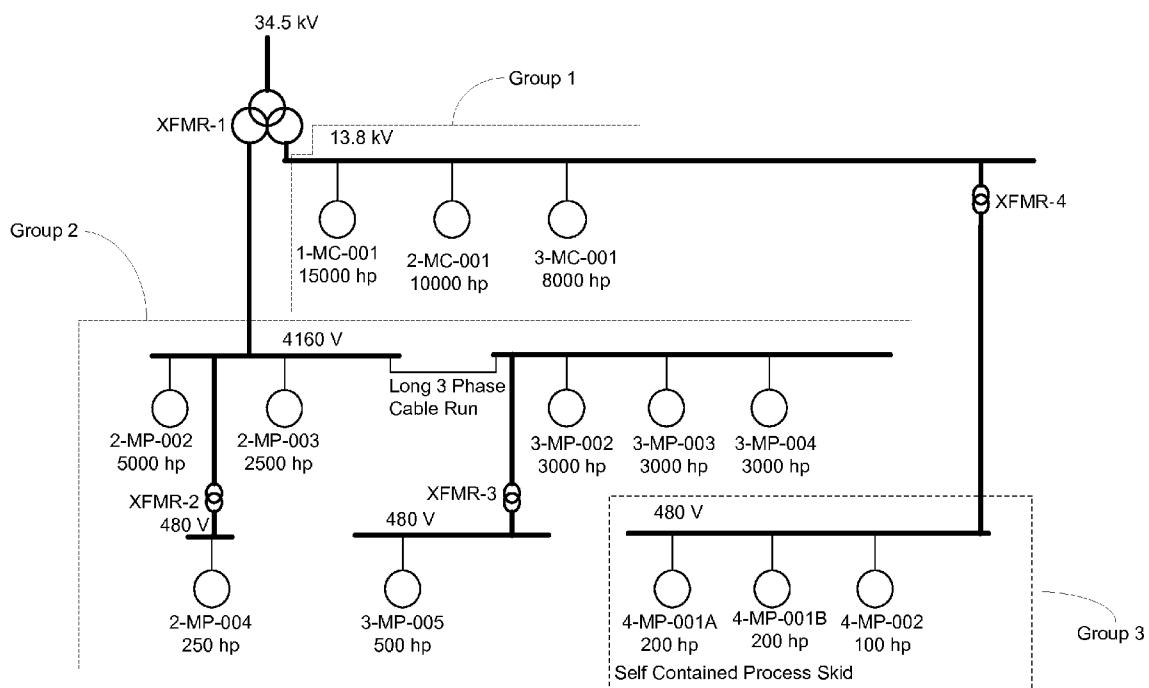 34.5 kV
Group 1
XFMR-1
13.8 kV
XFMR-4
1-MC-001
15000 hp
2-MC-001
10000 hp
3-MC-001
8000 hp
Group 2
4160 V
Long 3 Phase
Cable Run
2-MP-002
5000 hp
2-MP-003
2500 hp
3-MP-002
3000 hp
3-MP-003
3000 hp
3-MP-004
3000 hp
XFMR-2
480 V
XFMR-3
480 V
480 V
2-MP-004
250 hp
3-MP-005
500 hp
4-MP-001A
200 hp
4-MP-001B
200 hp
4-MP-002
100 hp
Group 3
Self Contained Process Skid